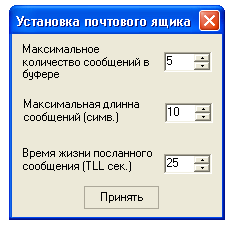 Установка почтового ящика
Максимальное
количество сообщений в
буфере
5
Максимальная длинна
сообщений (симв.)
10
Время жизни посланного
сообщения (TLL сек.)
25
Принять